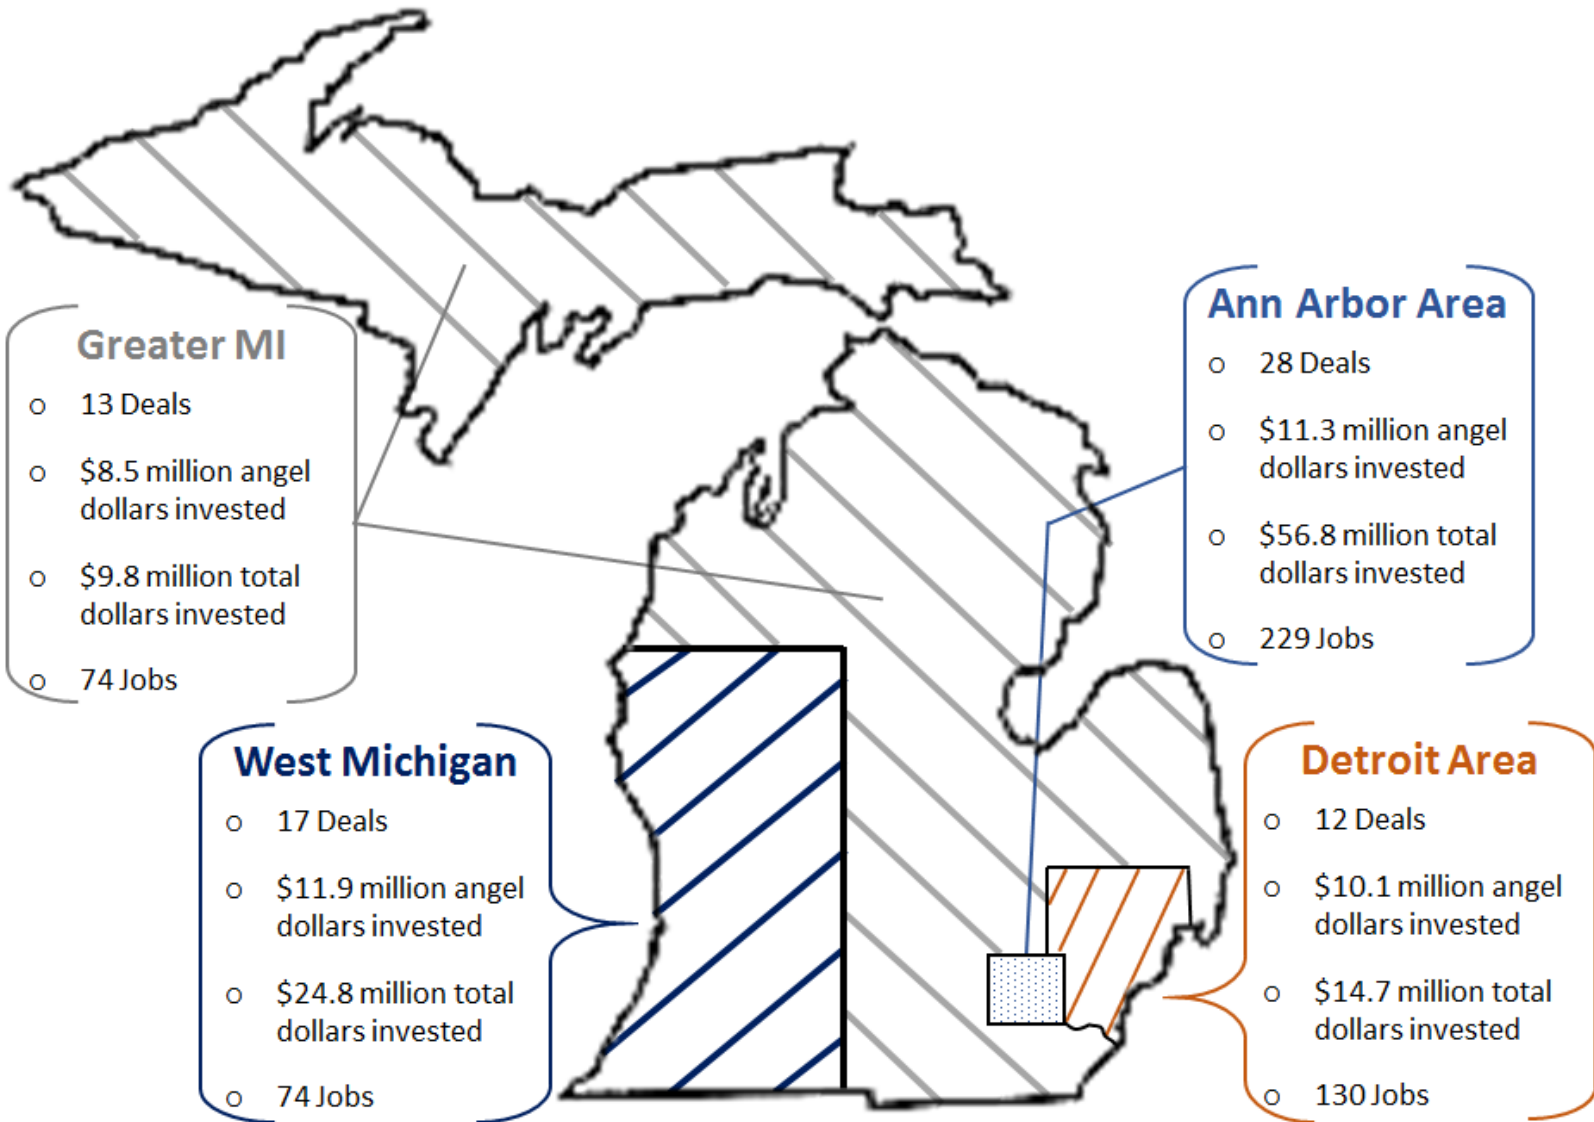 Greater MI
o 13 Deals
o $8.5 million angel
dollars invested
o $9.8 million total
dollars invested
o 74 Jobs
Ann Arbor Area
o 28 Deals
o $11.3 million angel
dollars invested
o $56.8 million total
dollars invested
o 229 Jobs
West Michigan
o 17 Deals
o $11.9 million angel
dollars invested
o $24.8 million total
dollars invested
o 74 Jobs
Detroit Area
o 12 Deals
o $10.1 million angel
dollars invested
o $14.7 million total
dollars invested
o 130 Jobs